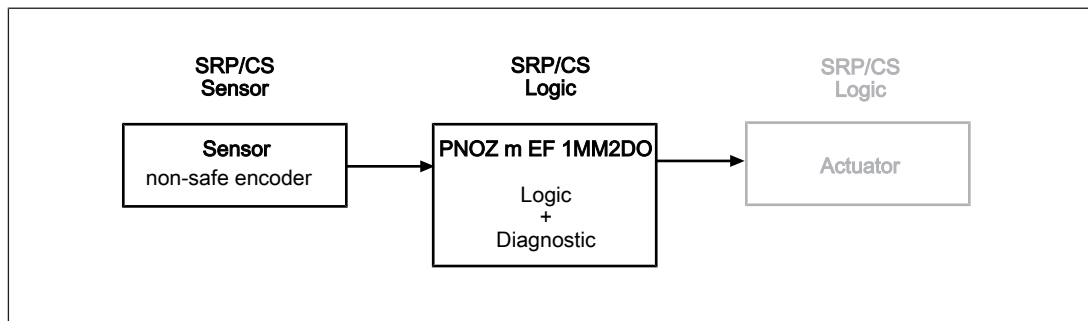 SRP/CS
Sensor
SRP/CS
Logic
SRP/CS
Logic
Sensor
non-safe encoder
PNOZ m EF 1MM2DO
Logic
+
Diagnostic
Actuator